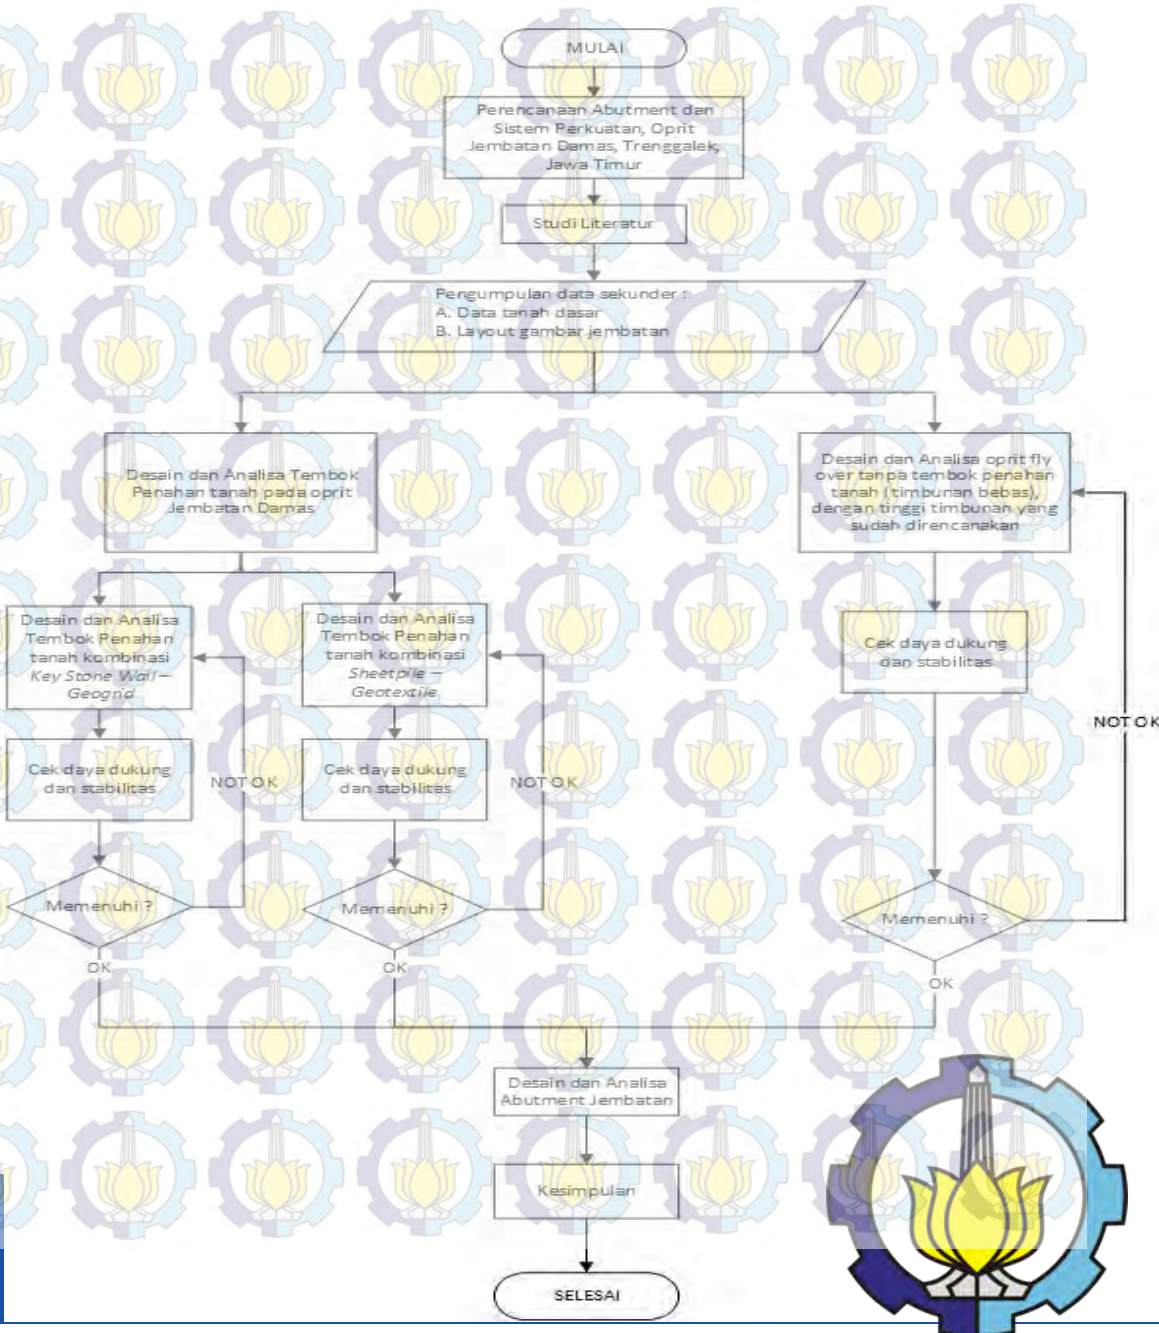 MULAI
Perencanaan Abutment dan
Sistem Perkuatan, Oprit
Jembatan Damas, Trenggalek,
Jawa Timur
Studi Literatur
Pengumpulan data sekunder :
A. Data tanah dasar
B. Layout gambar jembatan
Desain dan Analisa Tembok
Penahan tanah pada oprit
Jembatan Damas
Desain dan Analisa oprit fly
over tanpa tembok penahan
tanah (timbunan bebas),
dengan tinggi timbunan yang
sudah direncanakan
Desain dan Analisa
Tembok Penahan
tanah kombinasi
Key Stone Wall –
Geogrid
Desain dan Analisa
Tembok Penahan
tanah kombinasi
Sheetpile –
Geotextile
Cek daya dukung
dan stabilitas
NOT OK
Cek daya dukung
dan stabilitas
NOT OK
Cek daya dukung
dan stabilitas
NOT OK
Memenuhi ?
Memenuhi ?
Memenuhi ?
OK
OK
OK
Desain dan Analisa
Abutment Jembatan
Kesimpulan
SELESAI